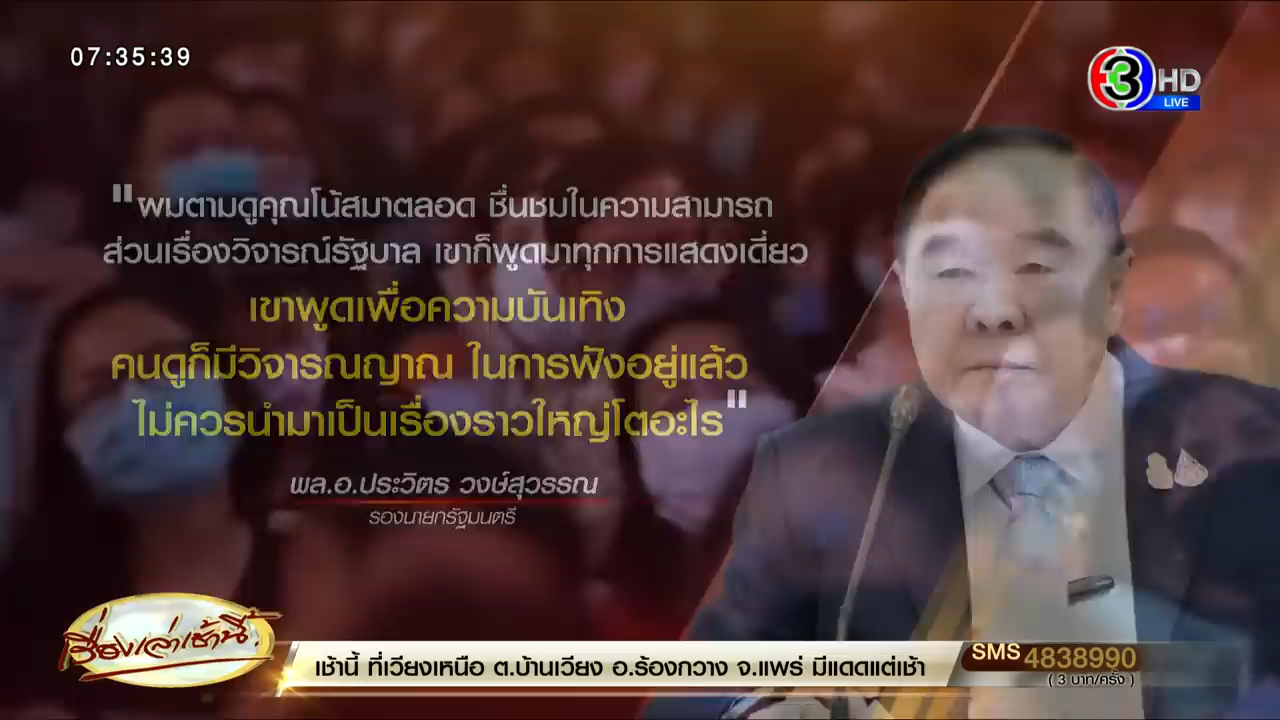 07:35:39
3 HD
LIVE
"ผมตามดูคุณโน้สมาตลอด ชื่นชมในความสามารถ
ส่วนเรื่องวิจารณ์รัฐบาล เขาก็พูดมาทุกการแสดงเดี่ยว
เขาพูดเพื่อความบันเทิง
คนดูก็มีวิจารณญาณ ในการฟังอยู่แล้ว
ไม่ควรนำมาเป็นเรื่องราวใหญ่โตอะไร"
พล.อ.ประวิตร วงษ์สุวรรณ
รองนายกรัฐมนตรี
เรื่องเล่าเช้านี้
เช้านี้ ที่เวียงเหนือ ต.บ้านเวียง อ.ร้องกวาง จ.แพร่ มีแดดแต่เช้า
SMS 4838990
( 3 บาท/ครั้ง )